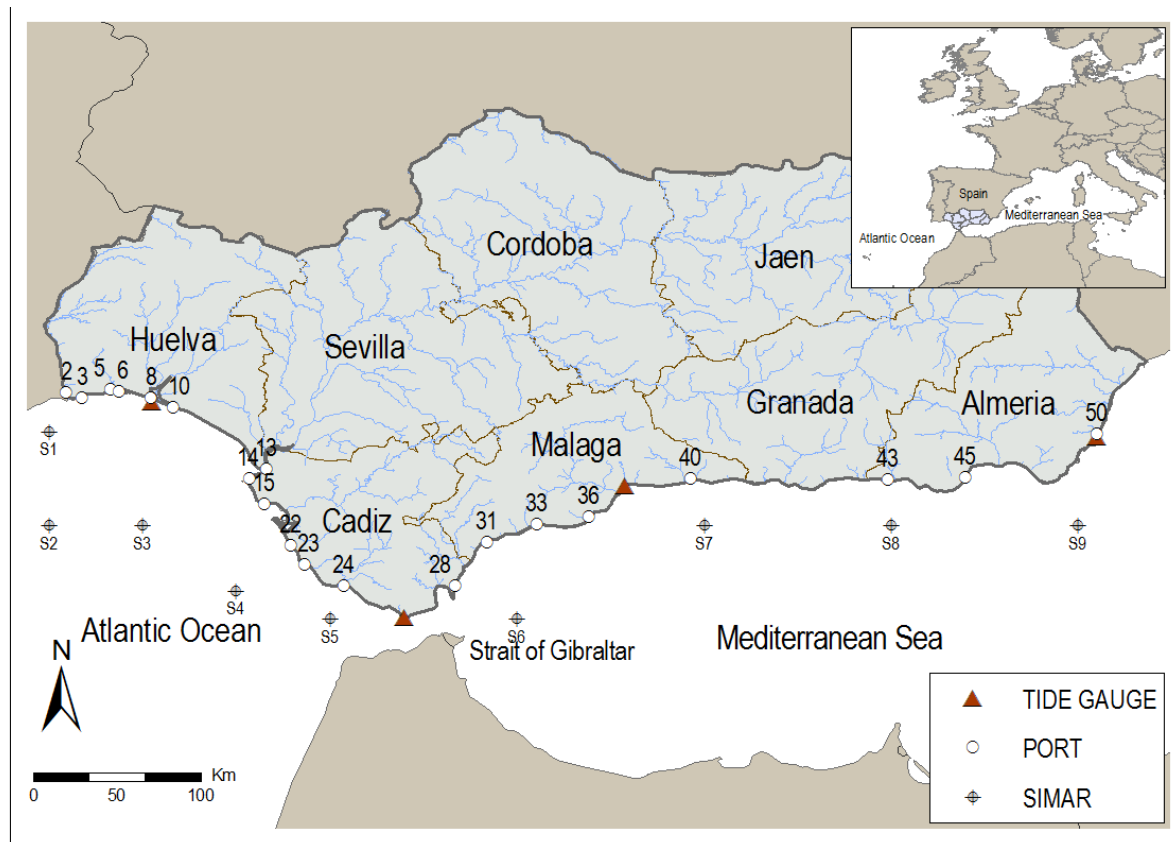 Spain
Mediterranean Sea
Atlantic Ocean
Cordoba
Jaen
Huelva
Sevilla
2
3
5
6
8
10
Granada
Almeria
50
S1
Malaga
13
14
40
43
45
15
36
33
Cadiz
22
31
S2
S3
S7
S8
S9
23
24
28
S4
S5
S6
Atlantic Ocean
Strait of Gibraltar
Mediterranean Sea
N
Km
0 50 100
TIDE GAUGE
PORT
SIMAR